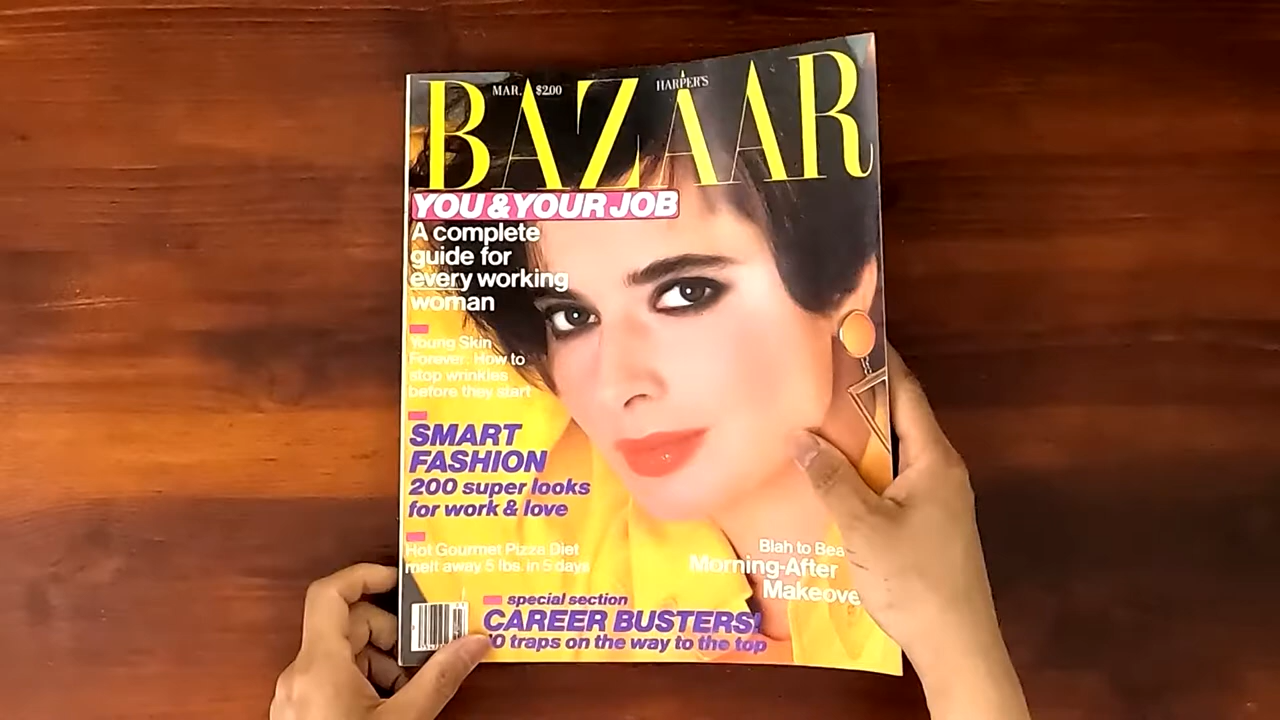 MAR. $2.00 HARPER'S
BAZAAR
YOU & YOUR JOB
A complete
guide for
every working
woman
Young Skin
Forever: How to
stop wrinkles
before they start
SMART
FASHION
200 super looks
for work & love
Hot Gourmet Pizza Diet
melt away 5 lbs. in 5 days
Blah to
Morning-After
special section
CAREER BUSTERS!
traps on the way to the top